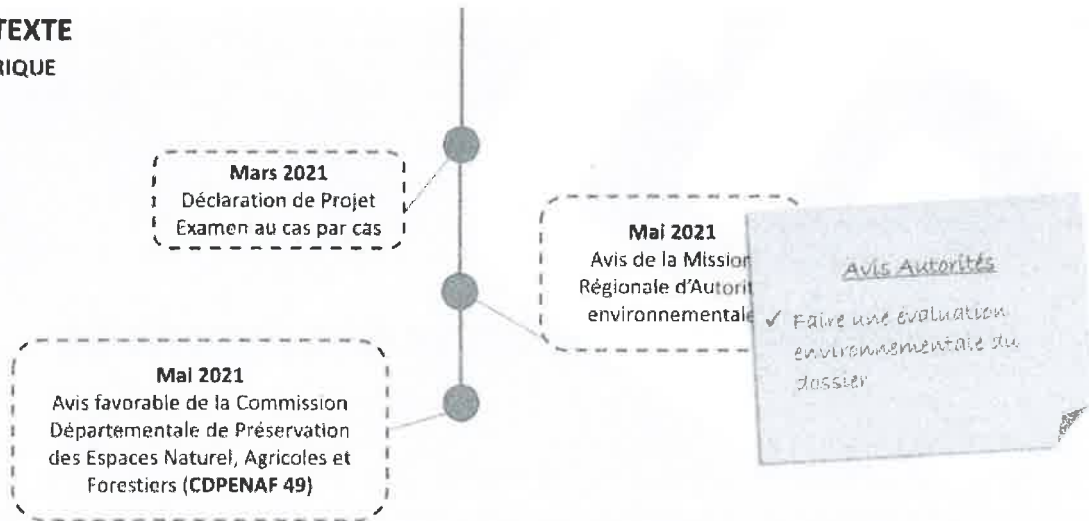 TEXTE
RIQUE
Mars 2021
Déclaration de Projet
Examen au cas par cas
Mai 2021
Avis de la Mission
Régionale d'Autorit
environnementale
Avis Autorités
✓ Faire une évaluation
environnementale du
dossier
Mai 2021
Avis favorable de la Commission
Départementale de Préservation
des Espaces Naturel, Agricoles et
Forestiers (CDPENAF 49)